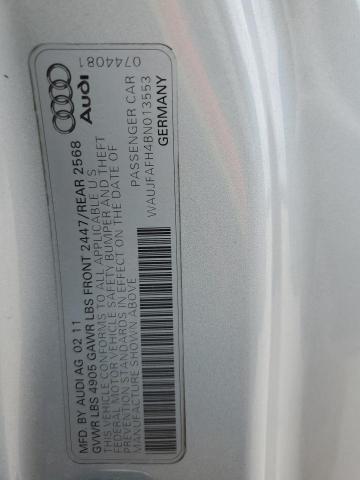 0744081
Audi
MFD. BY AUDI AG 02 11
GVWR LBS 4905 GAWR LBS FRONT 2447/REAR 2568
THIS VEHICLE CONFORMS TO ALL APPLICABLE U.S.
FEDERAL MOTOR VEHICLE SAFETY BUMPER AND THEFT
PREVENTION STANDARDS IN EFFECT ON THE DATE OF
MANUFACTURE SHOWN ABOVE
PASSENGER CAR
WAUJFAFH4BN013553
GERMANY